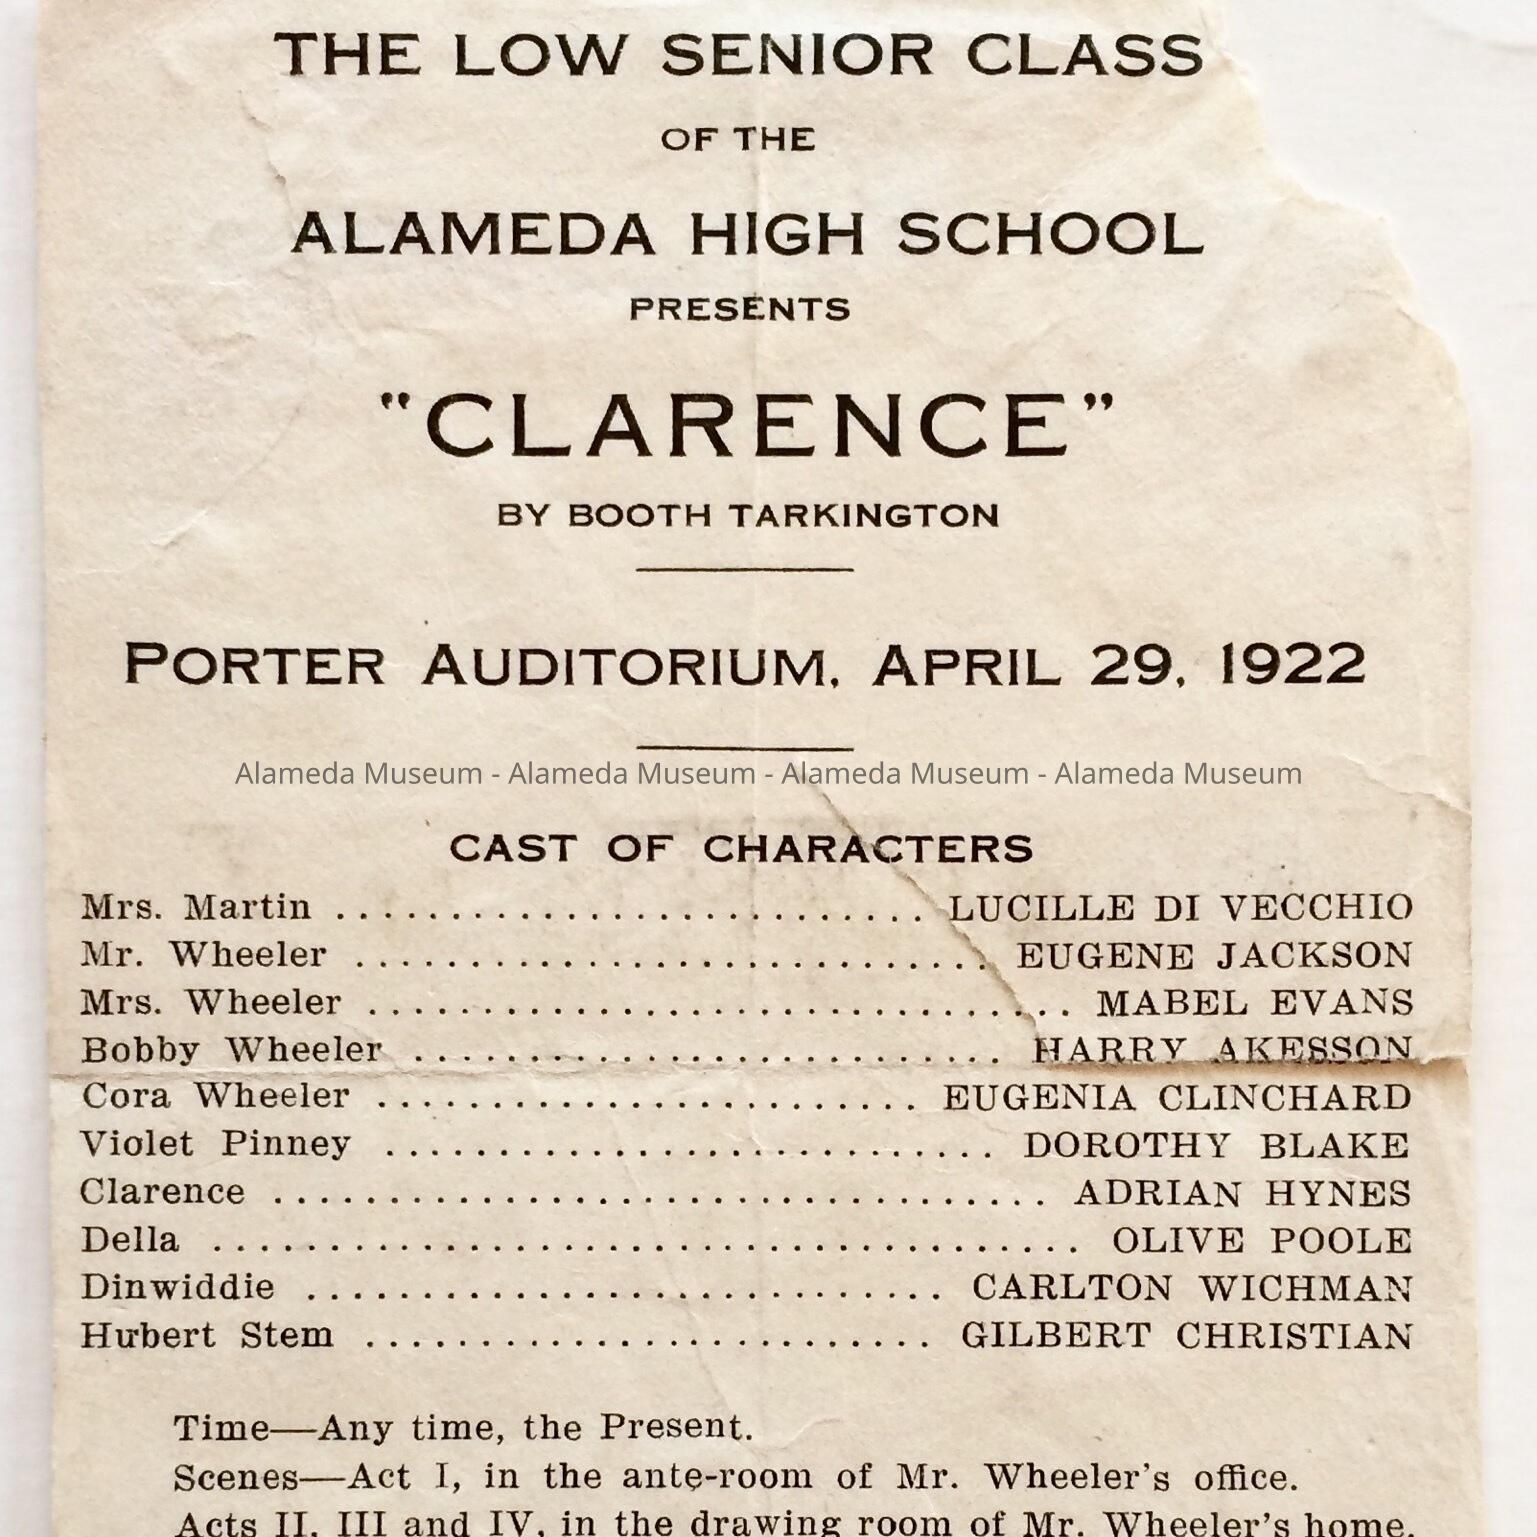 THE LOW SENIOR CLASS
OF THE
ALAMEDA HIGH SCHOOL
PRESENTS
"CLARENCE"
BY BOOTH TARKINGTON
PORTER AUDITORIUM, APRIL 29, 1922
Alameda Museum - Alameda Museum - Alameda Museum - Alameda Museum
CAST OF CHARACTERS
Mrs. Martin . . . . . . . . . . . . . . . . . . . . . . . . . . LUCILLE DI VECCHIO
Mr. Wheeler . . . . . . . . . . . . . . . . . . . . . . . . . . . . EUGENE JACKSON
Mrs. Wheeler . . . . . . . . . . . . . . . . . . . . . . . . . . . . . . . MABEL EVANS
Bobby Wheeler . . . . . . . . . . . . . . . . . . . . . . . . . . HARRY AKESSON
Cora Wheeler . . . . . . . . . . . . . . . . . . . . . . . . EUGENIA CLINCHARD
Violet Pinney . . . . . . . . . . . . . . . . . . . . . . . . . . . DOROTHY BLAKE
Clarence . . . . . . . . . . . . . . . . . . . . . . . . . . . . . . . . . . ADRIAN HYNES
Della . . . . . . . . . . . . . . . . . . . . . . . . . . . . . . . . . . . . . . OLIVE POOLE
Dinwiddie . . . . . . . . . . . . . . . . . . . . . . . . . . . . CARLTON WICHMAN
Hubert Stem . . . . . . . . . . . . . . . . . . . . . . . . . GILBERT CHRISTIAN
Time—Any time, the Present.
Scenes—Act I, in the ante-room of Mr. Wheeler's office.
Acts II, III and IV, in the drawing room of Mr. Wheeler's home.